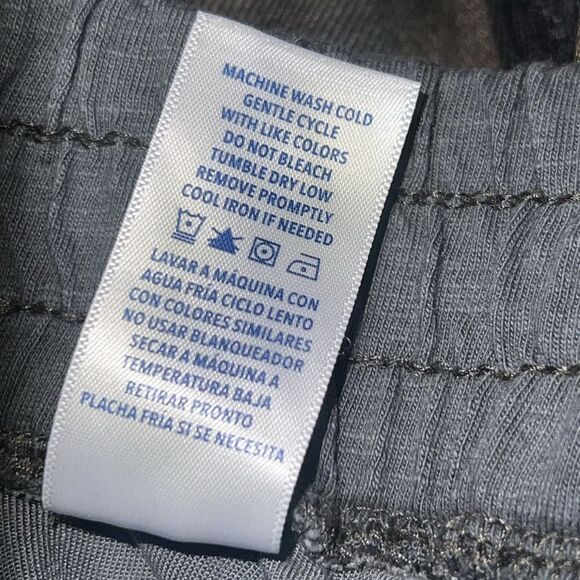 MACHINE WASH COLD
GENTLE CYCLE
WITH LIKE COLORS
DO NOT BLEACH
TUMBLE DRY LOW
REMOVE PROMPTLY
COOL IRON IF NEEDED
LAVAR A MÁQUINA CON
AGUA FRÍA CICLO LENTO
CON COLORES SIMILARES
NO USAR BLANQUEADOR
SECAR A MÁQUINA A
TEMPERATURA BAJA
RETIRAR PRONTO
PLACHA FRÍA SI SE NECESITA